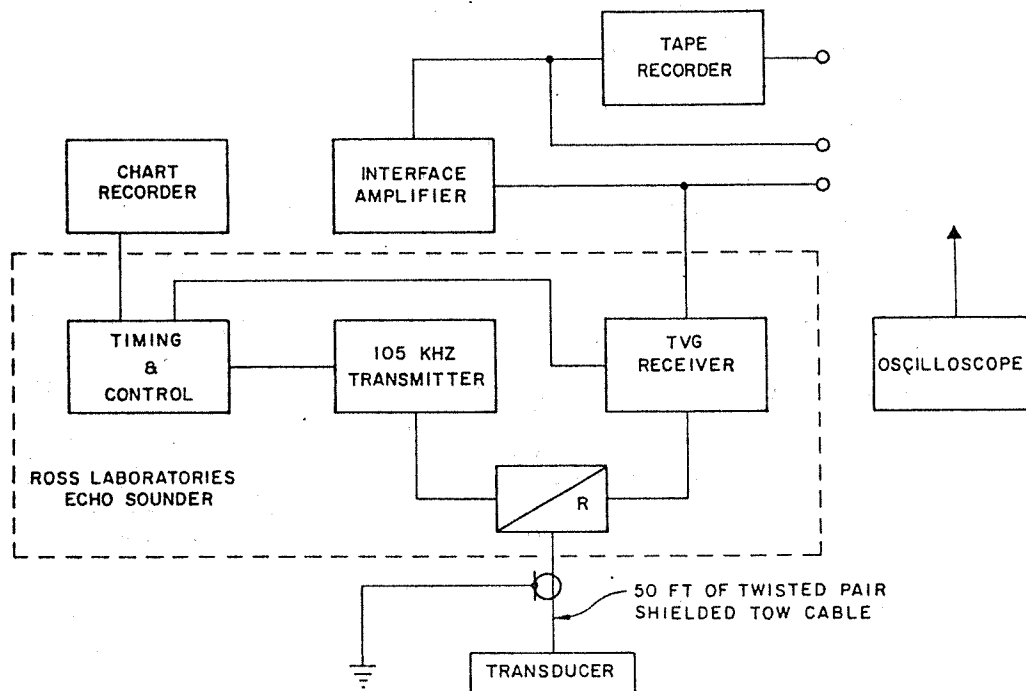 TAPE
RECORDER
CHART
RECORDER
INTERFACE
AMPLIFIER
TIMING
&
CONTROL
105 KHZ
TRANSMITTER
TVG
RECEIVER
OSCILLOSCOPE
ROSS LABORATORIES
ECHO SOUNDER
R
50 FT OF TWISTED PAIR
SHIELDED TOW CABLE
TRANSDUCER